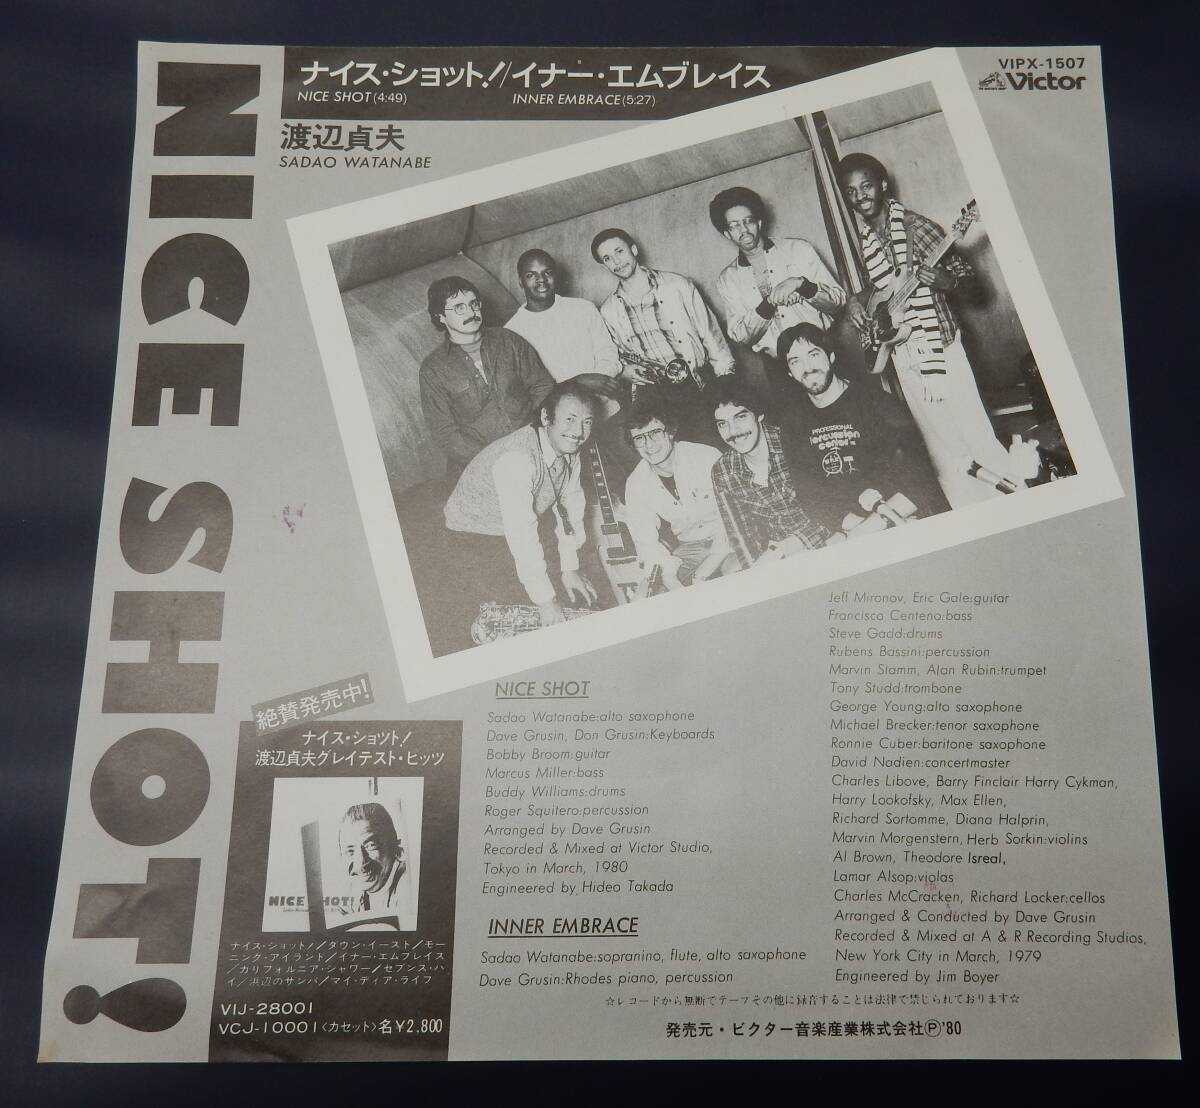 NICE SHOT!
ナイス・ショット!/イナー・エムブレイス
NICE SHOT(4:49)
INNER EMBRACE(5:27)
渡辺貞夫
SADAO WATANABE
VIPX-1507
Victor
PROFESSIONAL
percussion
center
NICE SHOT
Sadao Watanabe:alto saxophone
Dave Grusin, Don Grusin:Keyboards
Bobby Broom:guitar
Marcus Miller:bass
Buddy Williams:drums
Roger Squitero:percussion
Arranged by Dave Grusin
Recorded & Mixed at Victor Studio,
Tokyo in March, 1980
Engineered by Hideo Takada
INNER EMBRACE
Sadao Watanabe:sopranino, flute, alto saxophone
Dave Grusin:Rhodes piano, percussion
Jeff Mironov, Eric Gale:guitar
Francisco Centeno:bass
Steve Gadd:drums
Rubens Bassini:percussion
Marvin Stamm, Alan Rubin:trumpet
Tony Studd:trombone
George Young:alto saxophone
Michael Brecker:tenor saxophone
Ronnie Cuber:baritone saxophone
David Nadien:concertmaster
Charles Libove, Barry Finclair Harry Cykman,
Harry Lookofsky, Max Ellen,
Richard Sortomme, Diana Halprin,
Marvin Morgenstern, Herb Sorkin:violins
Al Brown, Theodore Isreal,
Lamar Alsop:violas
Charles McCracken, Richard Locker:cellos
Arranged & Conducted by Dave Grusin
Recorded & Mixed at A & R Recording Studios,
New York City in March, 1979
Engineered by Jim Boyer
絶賛発売中!
ナイス・ショット!
渡辺貞夫グレイテスト・ヒッツ
NICE SHOT!
ナイス・ショット!/ダウン・イースト/モー
ニング・アイランド/イナー・エムブレイス
/カリフォルニア・シャワー/セブンス・ハ
イ/浜辺のサンバ/マイ・ディア・ライフ
VIJ-28001
VCJ-10001〈カセット〉各¥2,800
☆レコードから無断でテープその他に録音することは法律で禁じられております☆
発売元・ビクター音楽産業株式会社Ⓟ'80